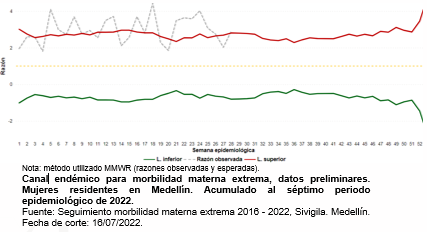 4
2
0
-2
Razón
1 2 3 4 5 6 7 8 9 10 11 12 13 14 15 16 17 18 19 20 21 22 23 24 25 26 27 28 29 30 31 32 33 34 35 36 37 38 39 40 41 42 43 44 45 46 47 48 49 50 51 52
Semana epidemiológica
L. inferior Razón observada L. superior
Nota: método utilizado MMWR (razones observadas y esperadas).
Canal endémico para morbilidad materna extrema, datos preliminares.
Mujeres residentes en Medellín. Acumulado al séptimo periodo
epidemiológico de 2022.
Fuente: Seguimiento morbilidad materna extrema 2016 - 2022, Sivigila. Medellín.
Fecha de corte: 16/07/2022.